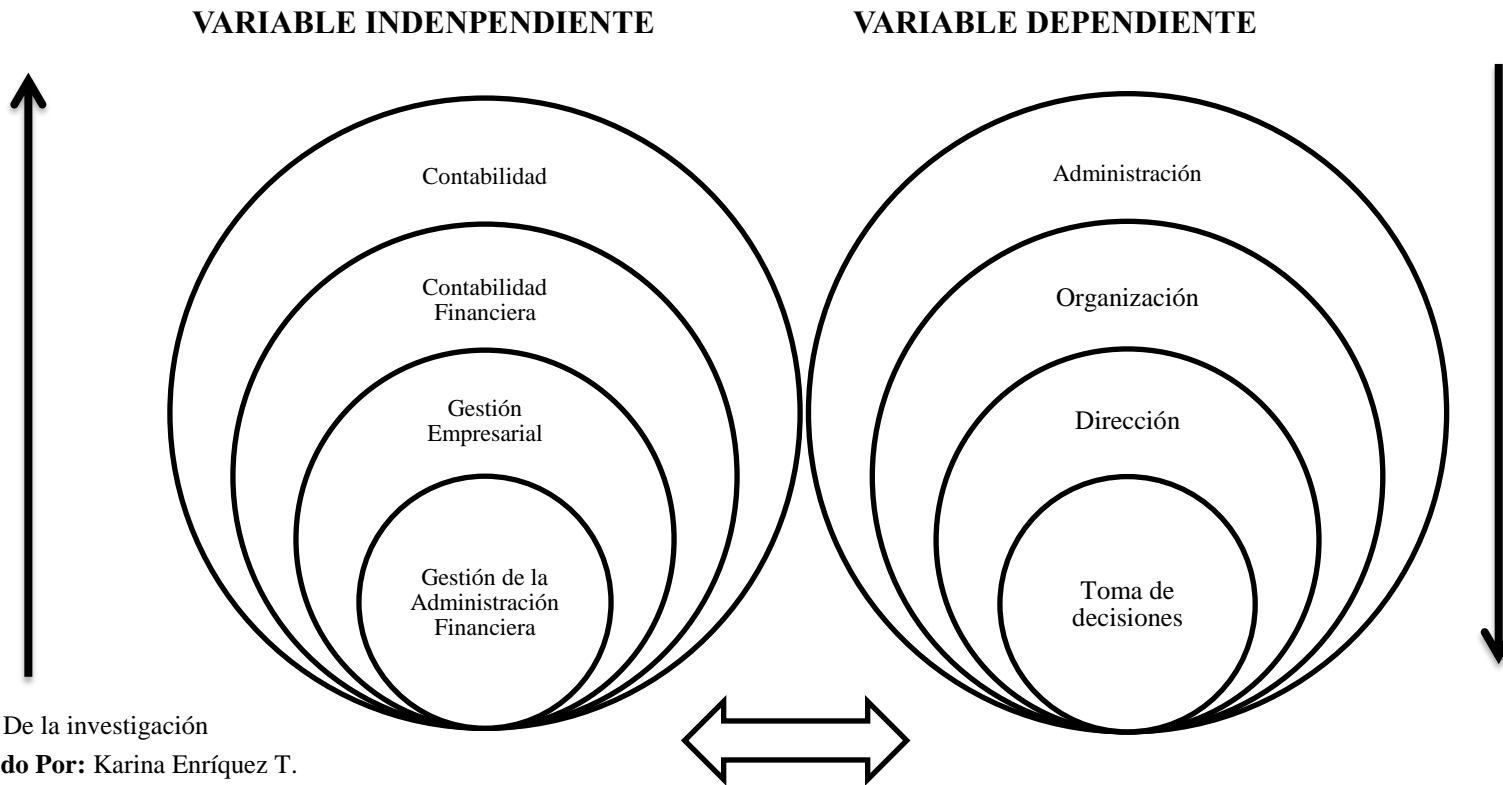 VARIABLE INDENPENDIENTE
VARIABLE DEPENDIENTE
Contabilidad
Contabilidad
Financiera
Gestión
Empresarial
Gestión de la
Administración
Financiera
Administración
Organización
Dirección
Toma de
decisiones
De la investigación
do Por: Karina Enríquez T.